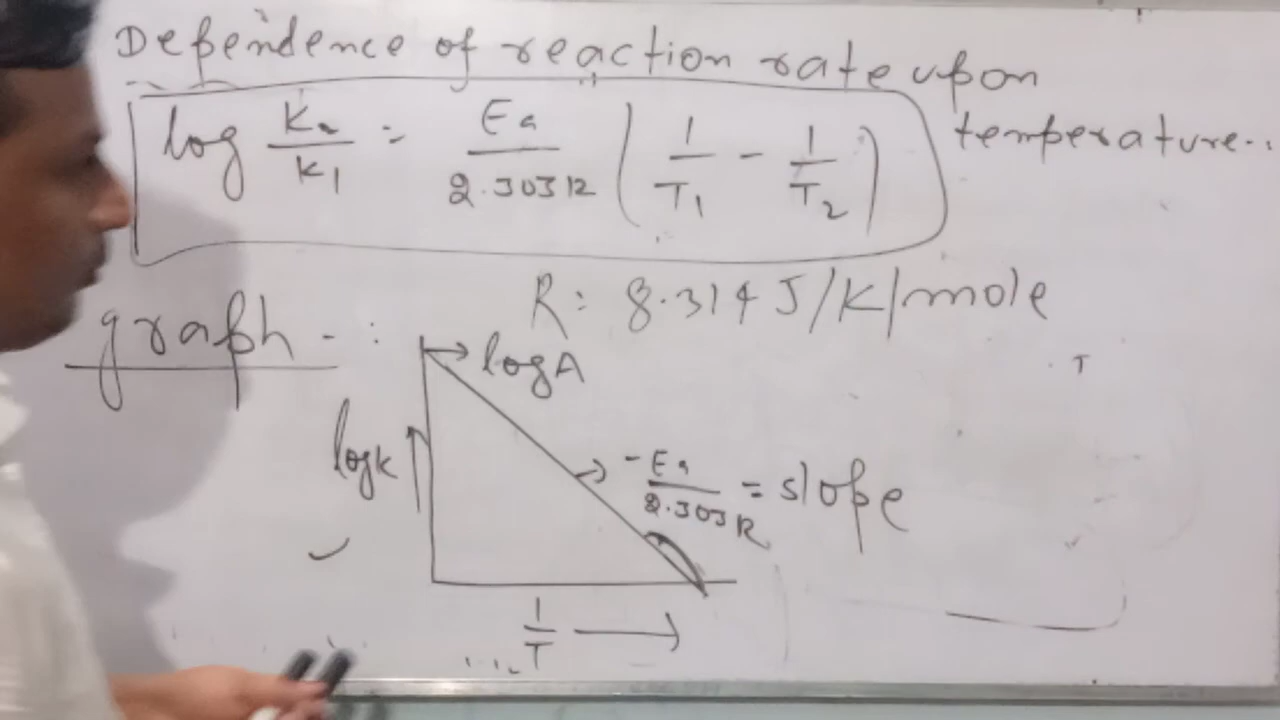 Dependence of reaction rate upon
temperature..
log K2/K1 = Ea/2.303R (1/T1 - 1/T2)
R = 8.314 J/K/mole
graph - :
log A
log K
-Ea/2.303R = slope
1/T →